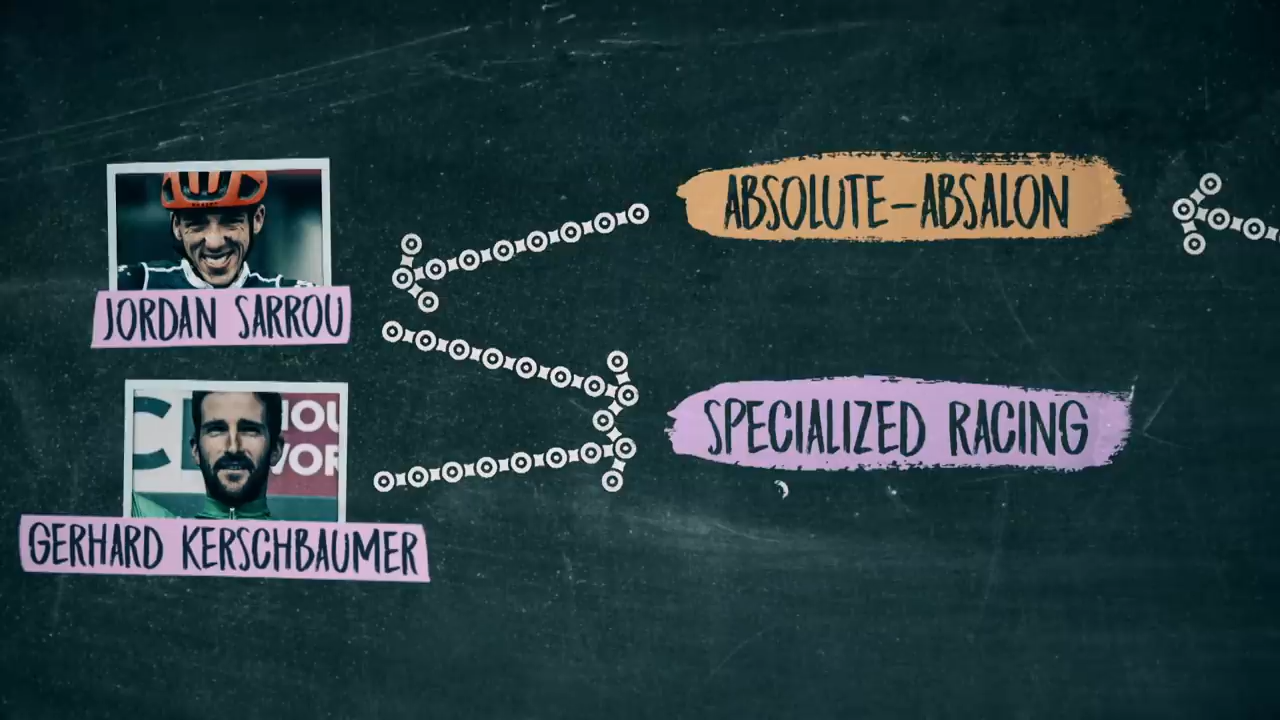 ABSOLUTE-ABSALON
JORDAN SARROU
SPECIALIZED RACING
GERHARD KERSCHBAUMER